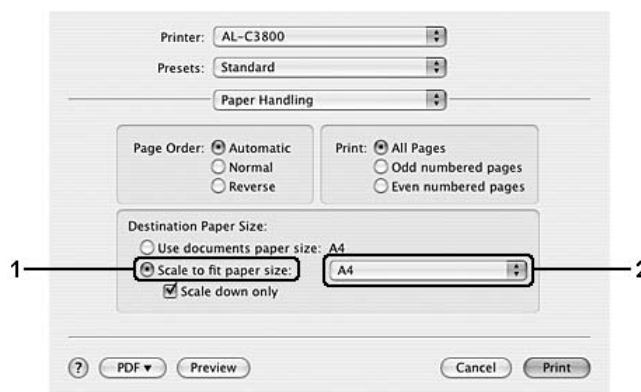 Printer: AL-C3800
Presets: Standard
Paper Handling
Page Order: Automatic Print: All Pages
Normal Odd numbered pages
Reverse Even numbered pages
Destination Paper Size:
Use documents paper size: A4
1 Scale to fit paper size: A4 2
Scale down only
? PDF Preview Cancel Print